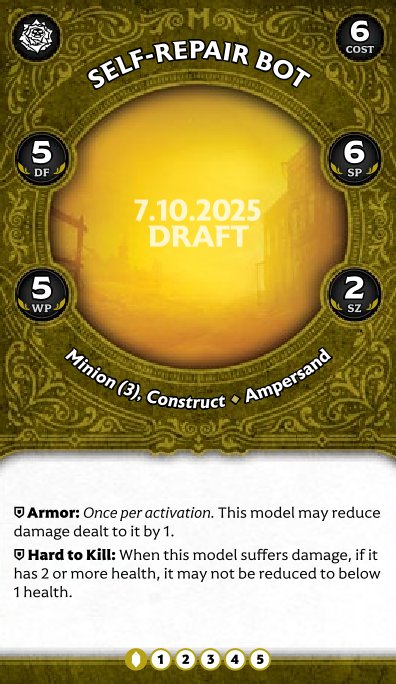 6
COST
SELF-REPAIR BOT
5
DF
6
SP
7.10.2025
DRAFT
5
WP
2
SZ
Minion (3), Construct ⬥ Ampersand
Armor: Once per activation. This model may reduce
damage dealt to it by 1.
Hard to Kill: When this model suffers damage, if it
has 2 or more health, it may not be reduced to below
1 health.
1 2 3 4 5